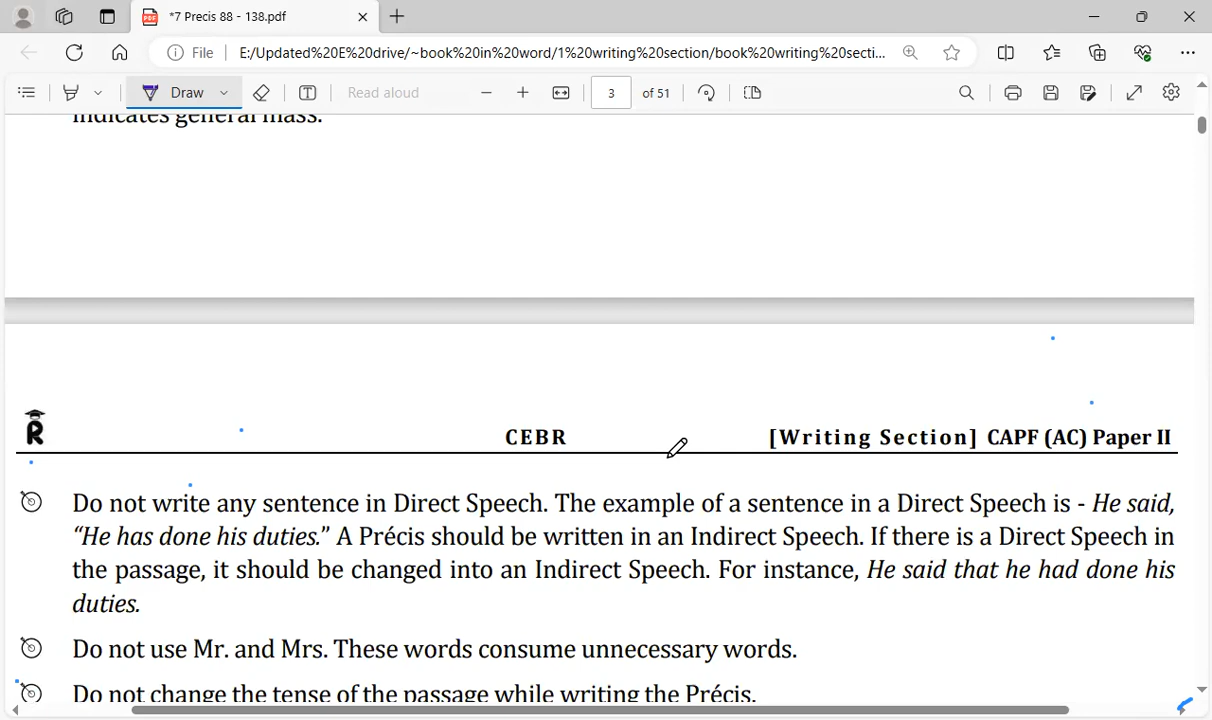 *7 Precis 88 - 138.pdf
File
E:/Updated%20E%20drive/~book%20in%20word/1%20writing%20section/book%20writing%20secti...
Draw
Read aloud
3
of 51
indicates general mass.
R
CEBR
[Writing Section] CAPF (AC) Paper II
Do not write any sentence in Direct Speech. The example of a sentence in a Direct Speech is - He said,
“He has done his duties.” A Précis should be written in an Indirect Speech. If there is a Direct Speech in
the passage, it should be changed into an Indirect Speech. For instance, He said that he had done his
duties.
Do not use Mr. and Mrs. These words consume unnecessary words.
Do not change the tense of the passage while writing the Précis.